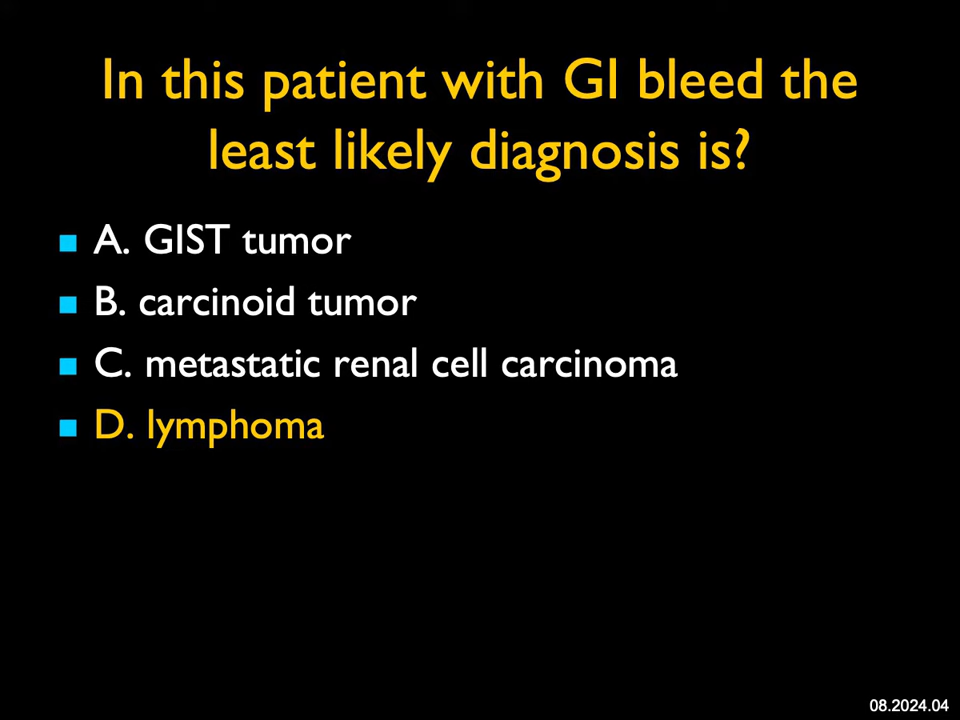 In this patient with GI bleed the
least likely diagnosis is?
A. GIST tumor
B. carcinoid tumor
C. metastatic renal cell carcinoma
D. lymphoma
08.2024.04